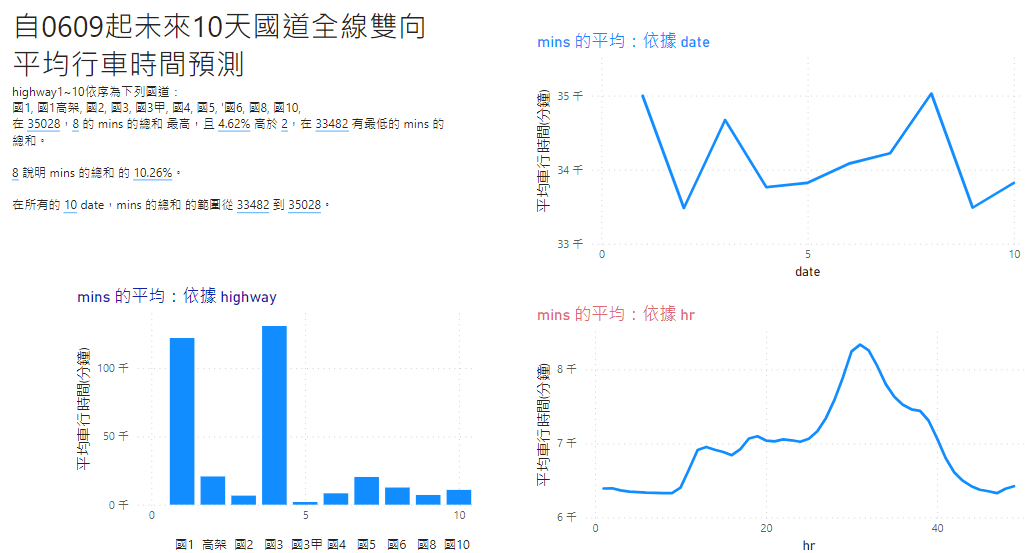 自0609起未來10天國道全線雙向
平均行車時間預測
highway1~10依序為下列國道：
國1, 國1高架, 國2, 國3, 國3甲, 國4, 國5, '國6, 國8, 國10,
在 35028，8 的 mins 的總和 最高，且 4.62% 高於 2，在 33482 有最低的 mins 的
總和。
8 說明 mins 的總和 的 10.26%。
在所有的 10 date，mins 的總和 的範圍從 33482 到 35028。
mins 的平均：依據 date
平均車行時間(分鐘)
35 千
34 千
33 千
0 5 10
date
mins 的平均：依據 highway
平均車行時間(分鐘)
100 千
50 千
0 千
0 5 10
國1 高架 國2 國3 國3甲 國4 國5 國6 國8 國10
mins 的平均：依據 hr
平均車行時間(分鐘)
8 千
7 千
6 千
0 20 40
hr